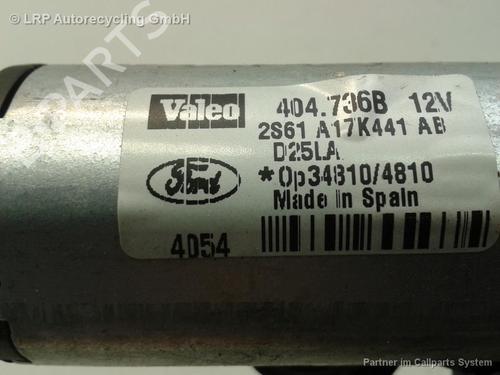 © LRP Autorecycling GmbH
PARTS
Valeo 404.736B 12V
2S61 A17K441 AB
D25LA
Ford *Op34810/4810
Made in Spain
4054
Partner im Callparts System